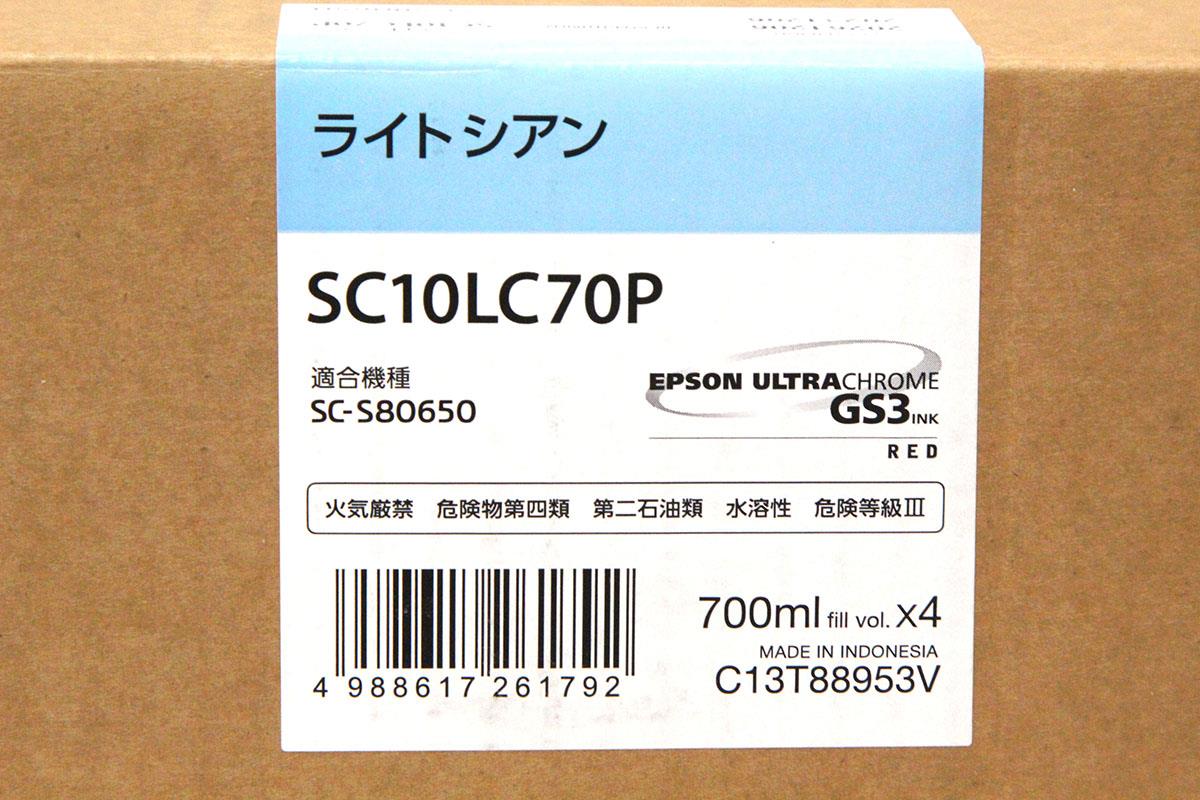 ライトシアン
SC10LC70P
適合機種
SC-S80650
EPSON ULTRACHROME
GS3 INK
RED
火気厳禁 危険物第四類 第二石油類 水溶性 危険等級Ⅲ
4 988617 261792
700ml fill vol. X4
MADE IN INDONESIA
C13T88953V